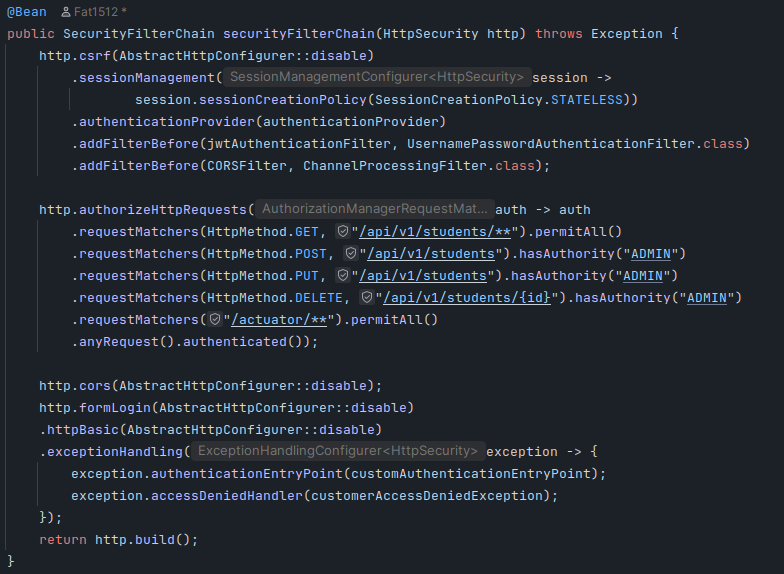 @Bean Fat1512 *
public SecurityFilterChain securityFilterChain(HttpSecurity http) throws Exception {
    http.csrf(AbstractHttpConfigurer::disable)
        .sessionManagement( SessionManagementConfigurer<HttpSecurity> session ->
                session.sessionCreationPolicy(SessionCreationPolicy.STATELESS))
        .authenticationProvider(authenticationProvider)
        .addFilterBefore(jwtAuthenticationFilter, UsernamePasswordAuthenticationFilter.class)
        .addFilterBefore(CORSFilter, ChannelProcessingFilter.class);
    http.authorizeHttpRequests( AuthorizationManagerRequestMat... auth -> auth
        .requestMatchers(HttpMethod.GET, "/api/v1/students/**").permitAll()
        .requestMatchers(HttpMethod.POST, "/api/v1/students").hasAuthority("ADMIN")
        .requestMatchers(HttpMethod.PUT, "/api/v1/students").hasAuthority("ADMIN")
        .requestMatchers(HttpMethod.DELETE, "/api/v1/students/{id}").hasAuthority("ADMIN")
        .requestMatchers( "/actuator/**").permitAll()
        .anyRequest().authenticated());
    http.cors(AbstractHttpConfigurer::disable);
    http.formLogin(AbstractHttpConfigurer::disable)
    .httpBasic(AbstractHttpConfigurer::disable)
    .exceptionHandling( ExceptionHandlingConfigurer<HttpSecurity> exception -> {
        exception.authenticationEntryPoint(customAuthenticationEntryPoint);
        exception.accessDeniedHandler(customerAccessDeniedException);
    });
    return http.build();
}